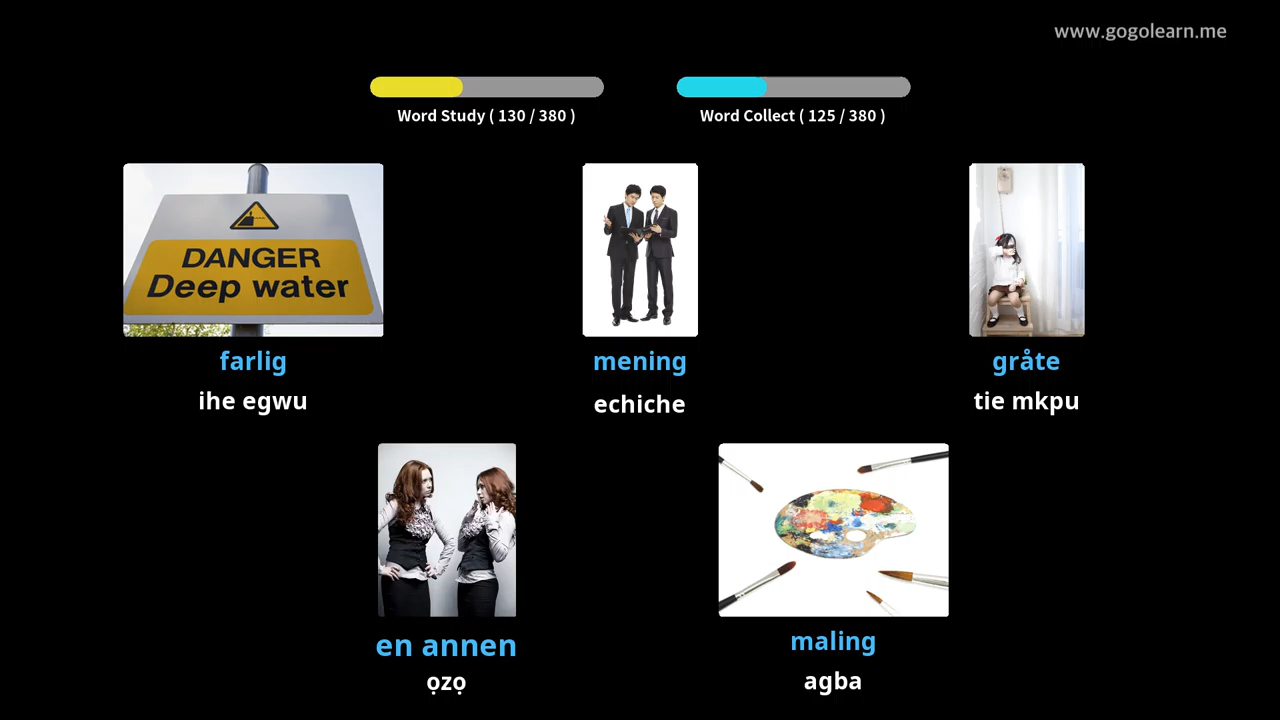 www.gogolearn.me
Word Study ( 130 / 380 )
Word Collect ( 125 / 380 )
DANGER
Deep water
farlig
ihe egwu
mening
echiche
gråte
tie mkpu
en annen
ọzọ
maling
agba